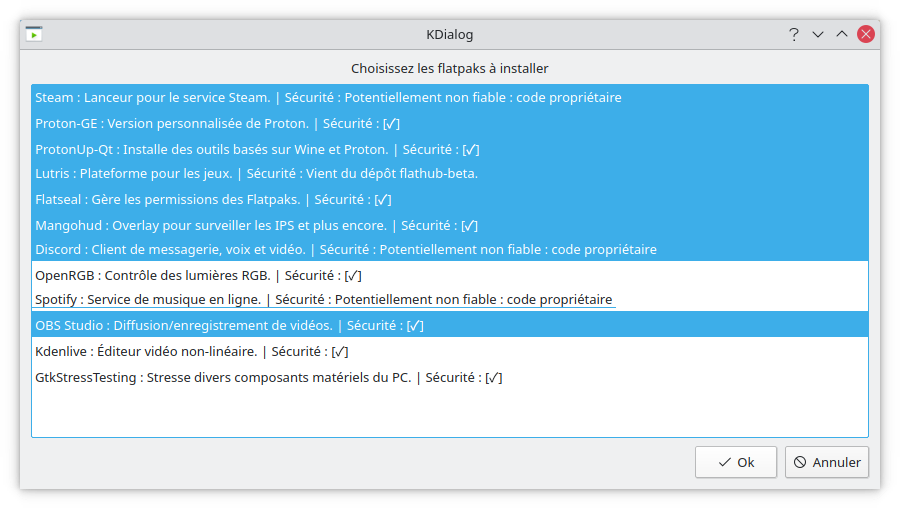 KDialog
Choisissez les flatpaks à installer
Steam : Lanceur pour le service Steam. | Sécurité : Potentiellement non fiable : code propriétaire
Proton-GE : Version personnalisée de Proton. | Sécurité : [✓]
ProtonUp-Qt : Installe des outils basés sur Wine et Proton. | Sécurité : [✓]
Lutris : Plateforme pour les jeux. | Sécurité : Vient du dépôt flathub-beta.
Flatseal : Gère les permissions des Flatpaks. | Sécurité : [✓]
Mangohud : Overlay pour surveiller les IPS et plus encore. | Sécurité : [✓]
Discord : Client de messagerie, voix et vidéo. | Sécurité : Potentiellement non fiable : code propriétaire
OpenRGB : Contrôle des lumières RGB. | Sécurité : [✓]
Spotify : Service de musique en ligne. | Sécurité : Potentiellement non fiable : code propriétaire
OBS Studio : Diffusion/enregistrement de vidéos. | Sécurité : [✓]
Kdenlive : Éditeur vidéo non-linéaire. | Sécurité : [✓]
GtkStressTesting : Stresse divers composants matériels du PC. | Sécurité : [✓]
Ok
Annuler